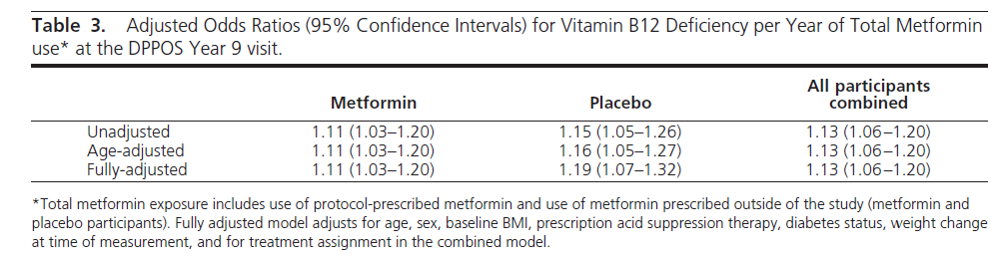 Table 3. Adjusted Odds Ratios (95% Confidence Intervals) for Vitamin B12 Deficiency per Year of Total Metformin
use* at the DPPOS Year 9 visit.
Metformin Placebo All participants combined
Unadjusted 1.11 (1.03–1.20) 1.15 (1.05–1.26) 1.13 (1.06–1.20)
Age-adjusted 1.11 (1.03–1.20) 1.16 (1.05–1.27) 1.13 (1.06–1.20)
Fully-adjusted 1.11 (1.03–1.20) 1.19 (1.07–1.32) 1.13 (1.06–1.20)
*Total metformin exposure includes use of protocol-prescribed metformin and use of metformin prescribed outside of the study (metformin and
placebo participants). Fully adjusted model adjusts for age, sex, baseline BMI, prescription acid suppression therapy, diabetes status, weight change
at time of measurement, and for treatment assignment in the combined model.